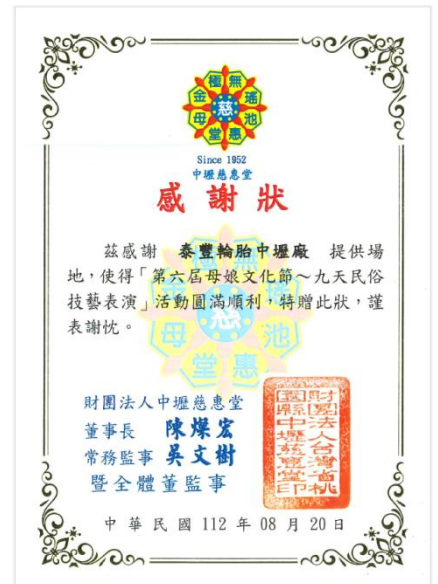 無極瑤池金母
慈惠堂
Since 1952
中壢慈惠堂
感謝狀
茲感謝 泰豐輪胎中壢廠 提供場
地,使得「第六屆母娘文化節~九天民俗
技藝表演」活動圓滿順利,特贈此狀,謹
表謝忱。
財團法人中壢慈惠堂
董事長 陳燦宏
常務監事 吳文樹
暨全體董監事
財團法人台灣省桃
園縣中壢慈惠堂印
中華民國 112 年 08 月 20 日